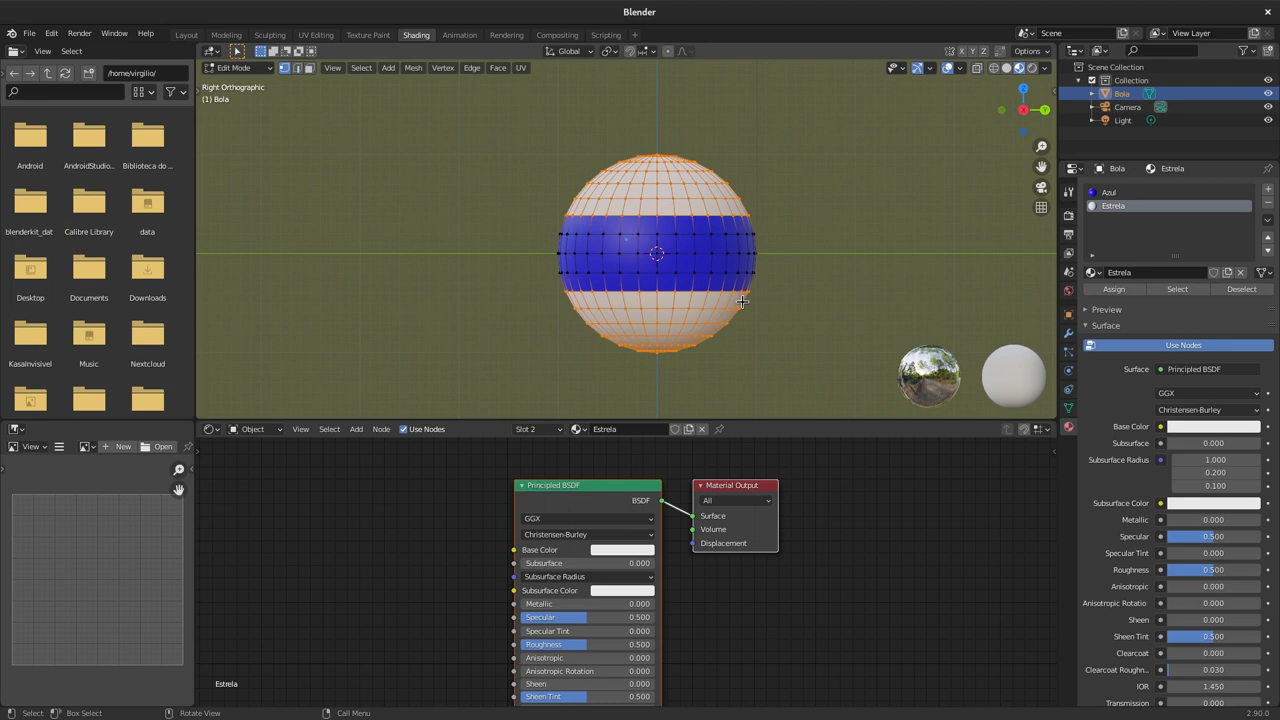 Blender
File
Edit
Render
Window
Help
Layout
Modeling
Sculpting
UV Editing
Texture Paint
Shading
Animation
Rendering
Compositing
Scripting
Scene
View Layer
View
Select
Global
X
Y
Z
Options
/home/virgilio/
Edit Mode
View
Select
Add
Mesh
Vertex
Edge
Face
UV
Right Orthographic
(1) Bola
Scene Collection
Collection
Bola
Camera
Light
Android
AndroidStudio...
Biblioteca do ...
blenderkit_dat
Calibre Library
data
Desktop
Documents
Downloads
KasaInvisivel
Music
Nextcloud
Z
X
Y
Bola
Estrela
Azul
Estrela
Estrela
Assign
Select
Deselect
Preview
Surface
Use Nodes
Surface
Principled BSDF
GGX
Christensen-Burley
Base Color
Subsurface
0.000
Subsurface Radius
1.000
0.200
0.100
Subsurface Color
Metallic
0.000
Specular
0.500
Specular Tint
0.000
Roughness
0.500
Anisotropic
0.000
Anisotropic Rotatio
0.000
Sheen
0.000
Sheen Tint
0.500
Clearcoat
0.000
Clearcoat Roughn...
0.030
IOR
1.450
Transmission
0.000
View
New
Open
Object
View
Select
Add
Node
Use Nodes
Slot 2
Estrela
Principled BSDF
BSDF
GGX
Christensen-Burley
Base Color
Subsurface
0.000
Subsurface Radius
Subsurface Color
Metallic
0.000
Specular
0.500
Specular Tint
0.000
Roughness
0.500
Anisotropic
0.000
Anisotropic Rotation
0.000
Sheen
0.000
Sheen Tint
0.500
Material Output
All
Surface
Volume
Displacement
Estrela
Select
Box Select
Rotate View
Call Menu
2.90.0